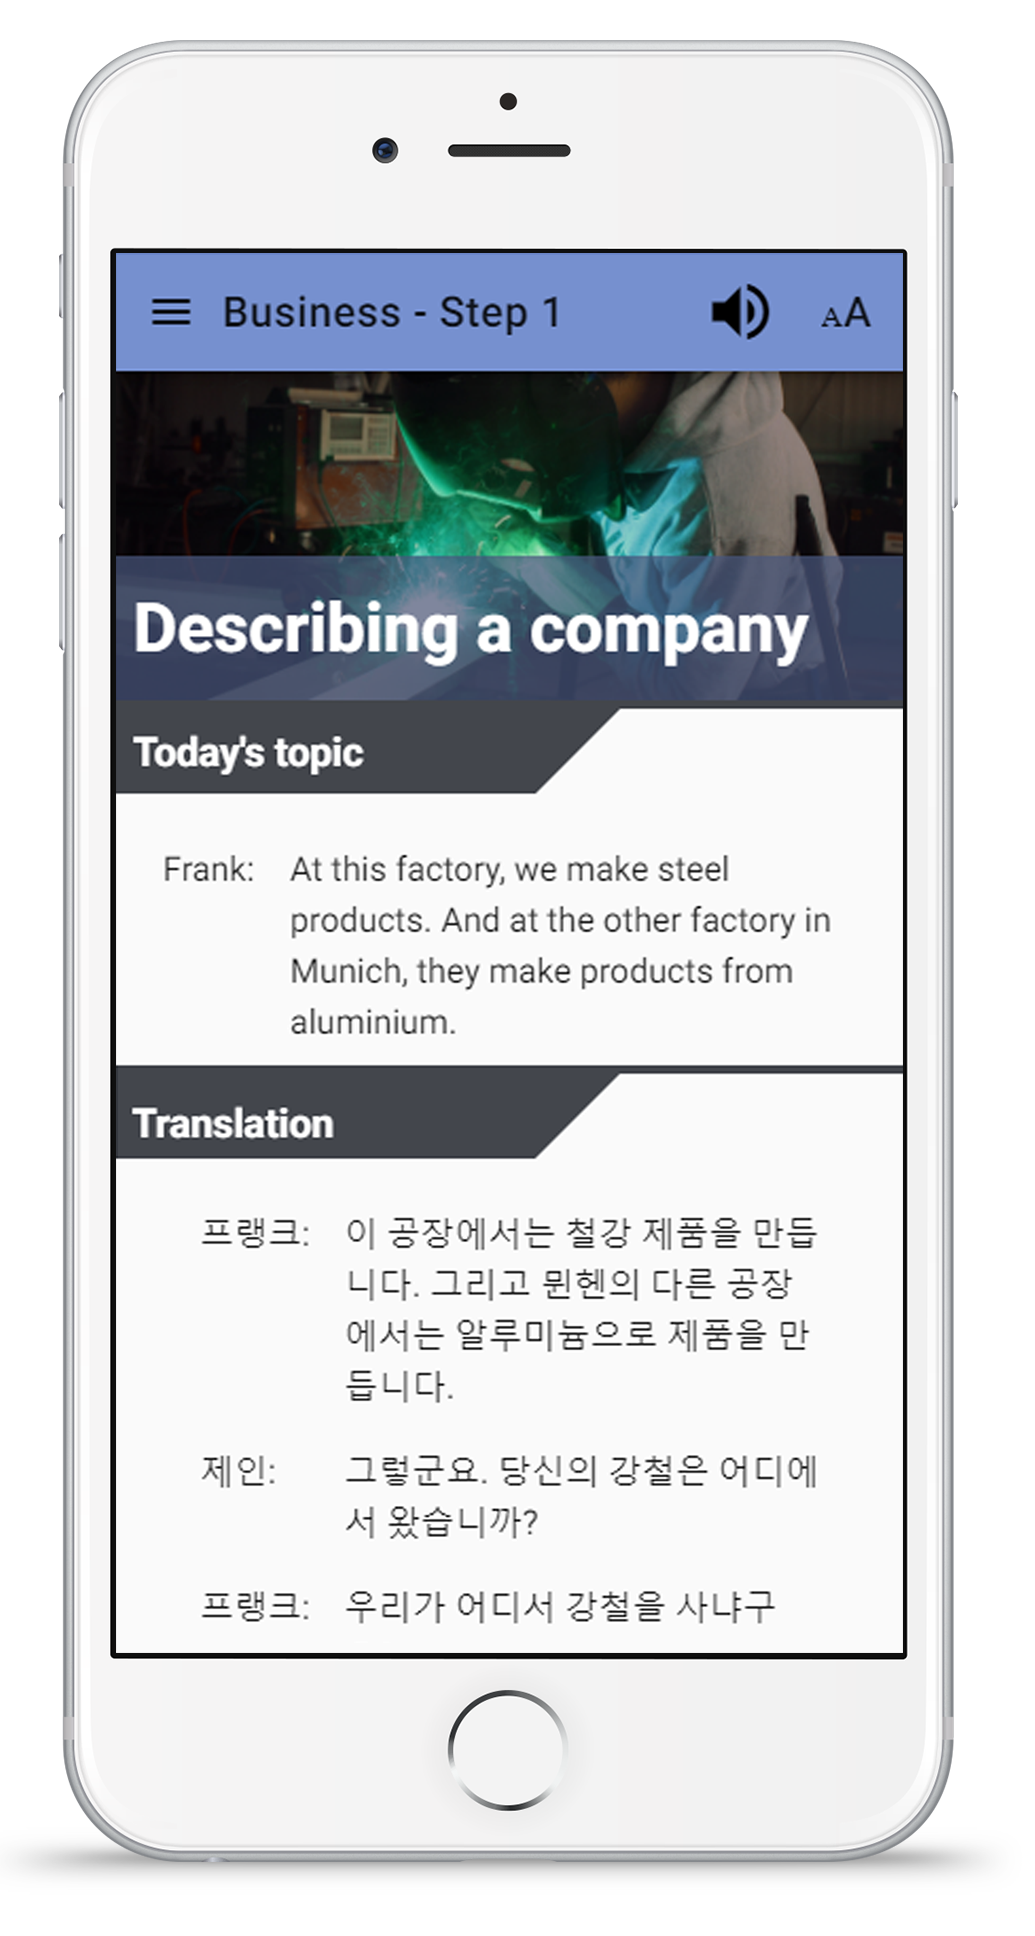 Business - Step 1
AA
Describing a company
Today's topic
Frank: At this factory, we make steel
products. And at the other factory in
Munich, they make products from
aluminium.
Translation
프랭크: 이 공장에서는 철강 제품을 만듭
니다. 그리고 뮌헨의 다른 공장
에서는 알루미늄으로 제품을 만
듭니다.
제인: 그렇군요. 당신의 강철은 어디에
서 왔습니까?
프랭크: 우리가 어디서 강철을 사냐구